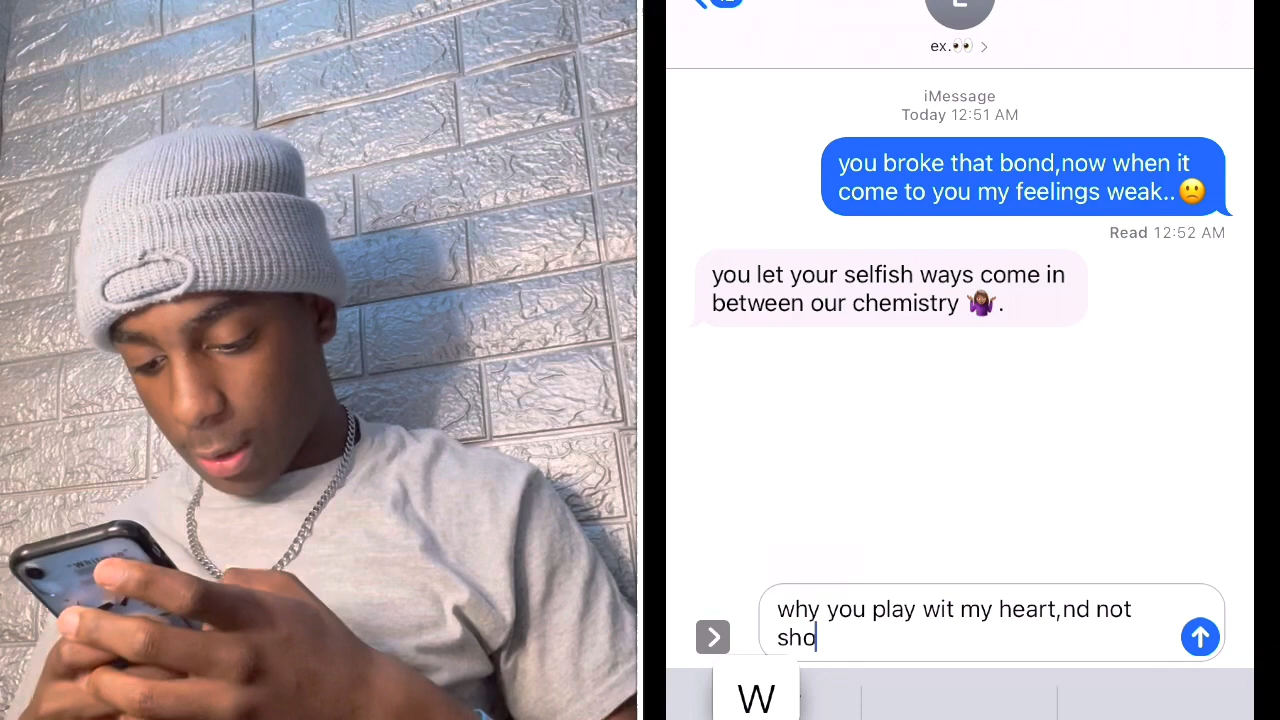 ex.👀 >
iMessage
Today 12:51 AM
you broke that bond,now when it
come to you my feelings weak..🙁
Read 12:52 AM
you let your selfish ways come in
between our chemistry 🤷🏽‍♀️.
why you play wit my heart,nd not
sho
W